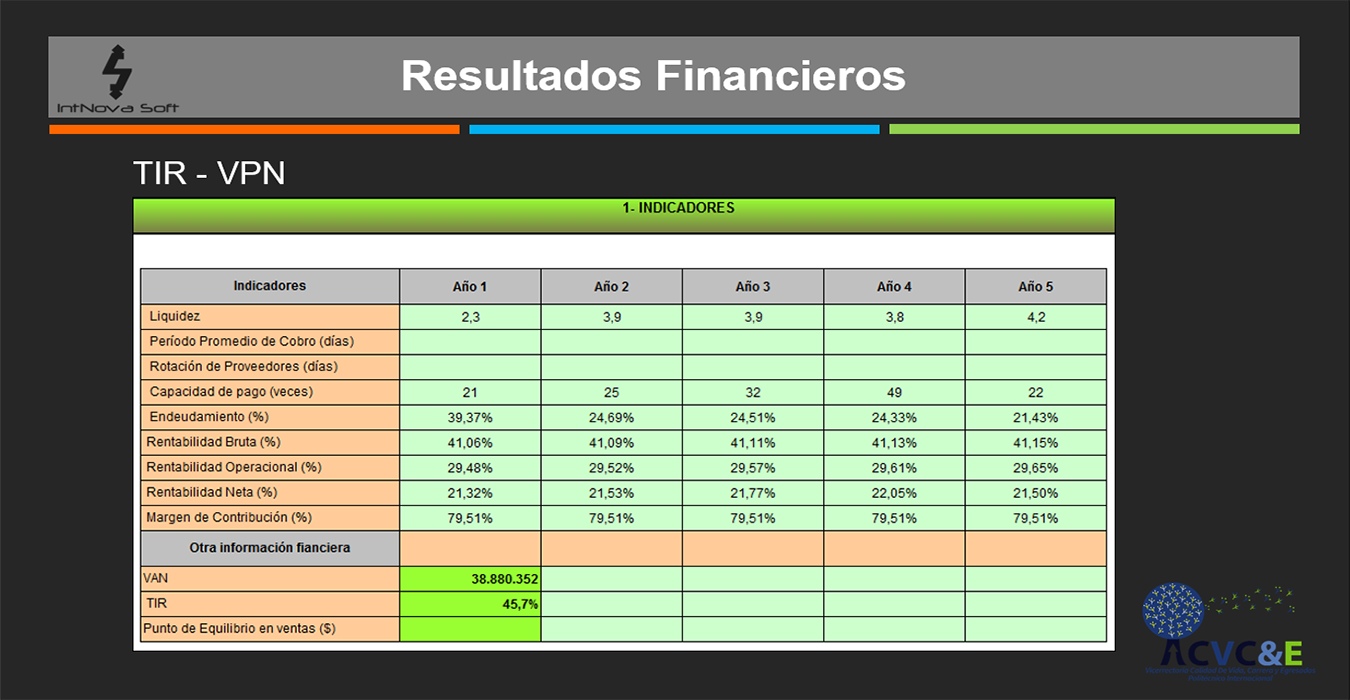 IntNova Soft
Resultados Financieros
TIR - VPN
1- INDICADORES
Indicadores Año 1 Año 2 Año 3 Año 4 Año 5
Liquidez 2,3 3,9 3,9 3,8 4,2
Período Promedio de Cobro (días)
Rotación de Proveedores (días)
Capacidad de pago (veces) 21 25 32 49 22
Endeudamiento (%) 39,37% 24,69% 24,51% 24,33% 21,43%
Rentabilidad Bruta (%) 41,06% 41,09% 41,11% 41,13% 41,15%
Rentabilidad Operacional (%) 29,48% 29,52% 29,57% 29,61% 29,65%
Rentabilidad Neta (%) 21,32% 21,53% 21,77% 22,05% 21,50%
Margen de Contribución (%) 79,51% 79,51% 79,51% 79,51% 79,51%
Otra información fianciera
VAN 38.880.352
TIR 45,7%
Punto de Equilibrio en ventas ($)
ACVC&E